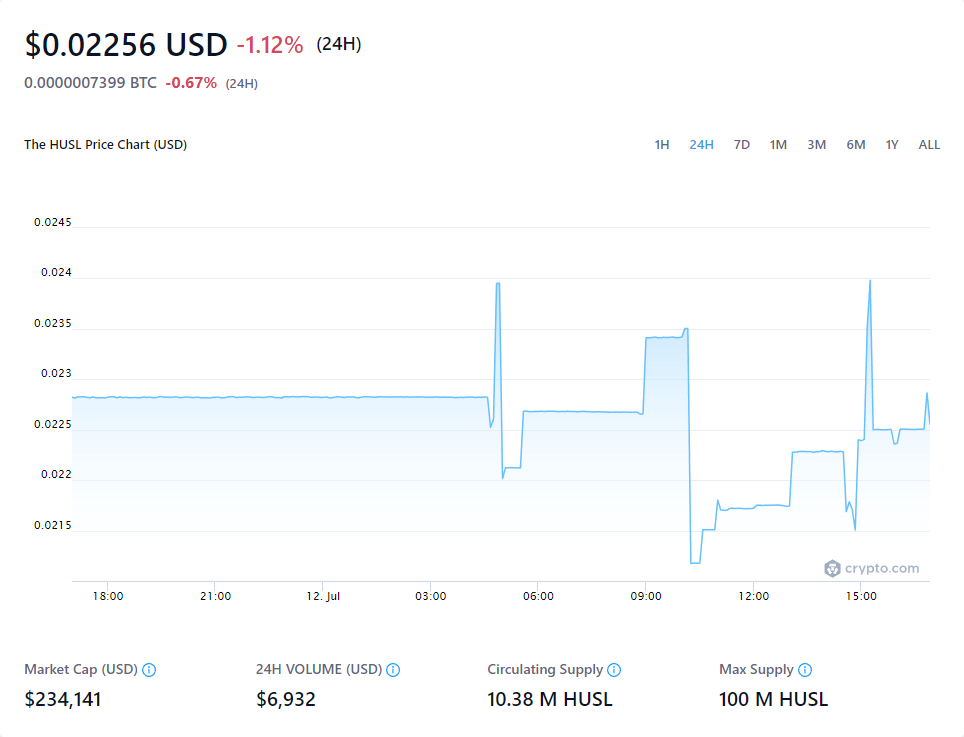 $0.02256 USD -1.12% (24H)
0.0000007399 BTC -0.67% (24H)
The HUSL Price Chart (USD) 1H 24H 7D 1M 3M 6M 1Y ALL
0.0245
0.024
0.0235
0.023
0.0225
0.022
0.0215
crypto.com
18:00 21:00 12. Jul 03:00 06:00 09:00 12:00 15:00
Market Cap (USD) 24H VOLUME (USD) Circulating Supply Max Supply
$234,141 $6,932 10.38 M HUSL 100 M HUSL